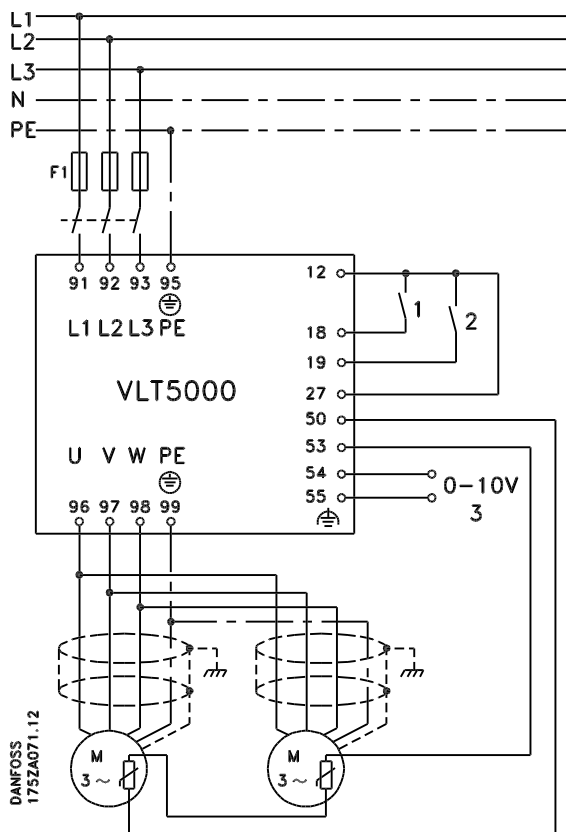 L1
L2
L3
N
PE
F1
91 92 93 95
L1 L2 L3 PE
12
1
18
2
19
VLT5000
27
50
U V W PE
53
54
0-10V
55
3
96 97 98 99
M
3~
M
3~
DANFOSS
175ZA071.12